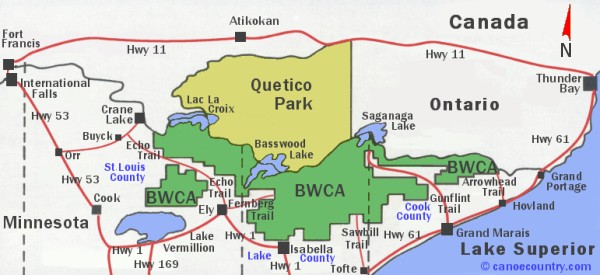 Canada
Atikokan
Fort
Francis
Hwy 11
Hwy 11
N
International
Falls
Quetico
Park
Thunder
Bay
Lac La
Croix
Ontario
Crane
Lake
Saganaga
Lake
Hwy 53
Buyck
Echo
Trail
Basswood
Lake
Hwy 61
Orr
St Louis
County
BWCA
Grand
Portage
Hwy 53
Echo
Trail
BWCA
BWCA
Arrowhead
Trail
Cook
Ely
Fernberg
Trail
Cook
County
Gunflint
Trail
Hovland
Minnesota
Lake
Vermillion
Sawbill
Trail
Hwy 61
Grand Marais
Hwy 1
Hwy 1
Isabella
Lake
County
Lake Superior
Hwy 169
Tofte
© canoecountry.com